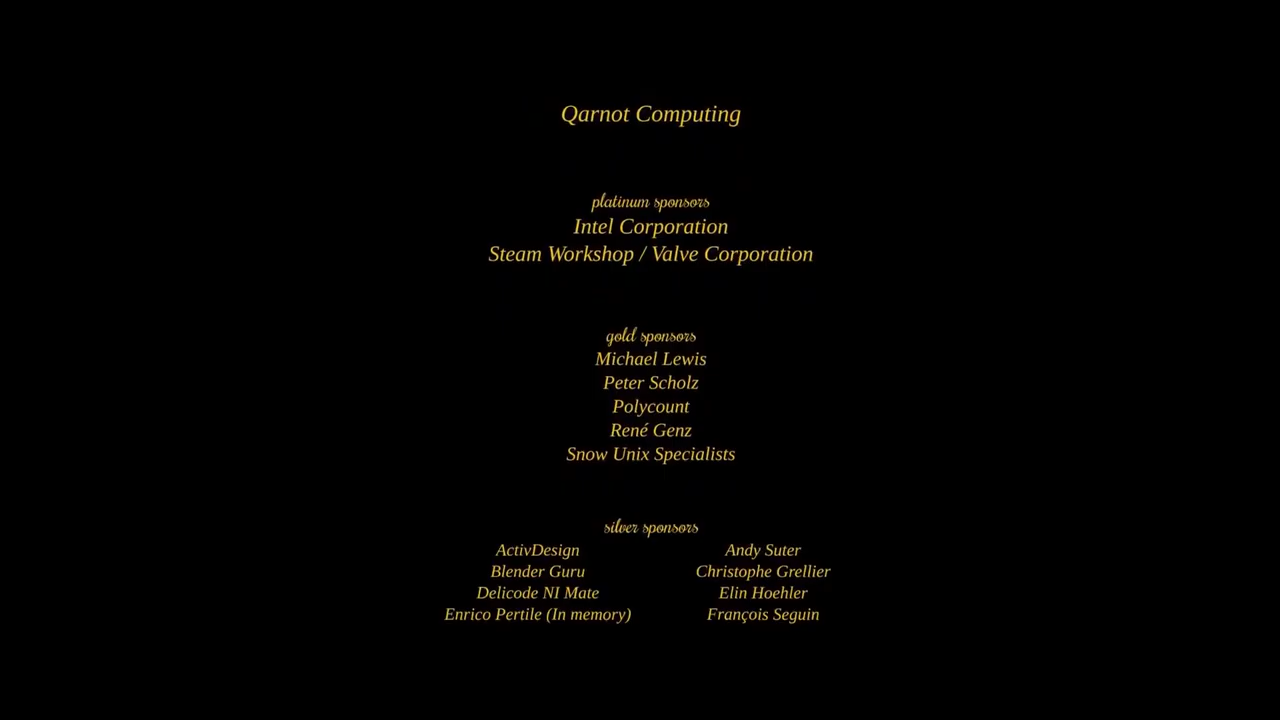 Qarnot Computing
platinum sponsors
Intel Corporation
Steam Workshop / Valve Corporation
gold sponsors
Michael Lewis
Peter Scholz
Polycount
René Genz
Snow Unix Specialists
silver sponsors
ActivDesign
Blender Guru
Delicode NI Mate
Enrico Pertile (In memory)
Andy Suter
Christophe Grellier
Elin Hoehler
François Seguin